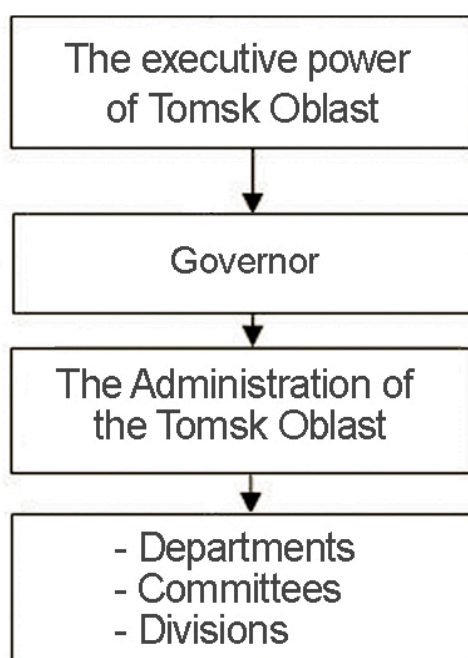 The executive power
of Tomsk Oblast
Governor
The Administration of
the Tomsk Oblast
- Departments
- Committees
- Divisions